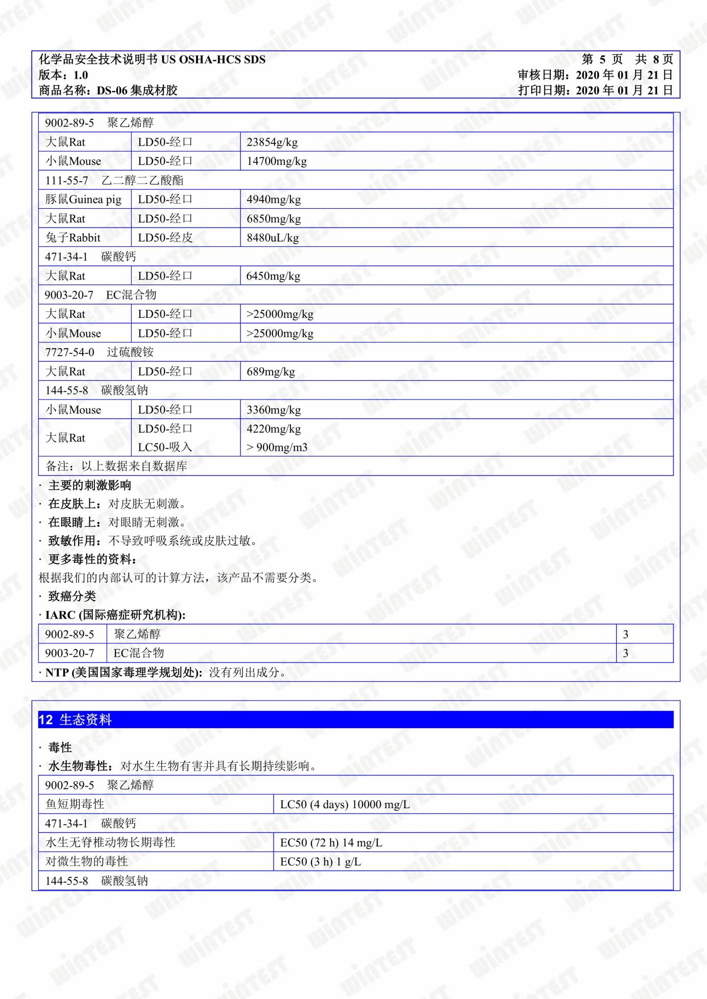 化学品安全技术说明书 US OSHA-HCS SDS
第 5 页 共 8 页
版本：1.0
审核日期：2020 年 01 月 21 日
商品名称：DS-06 集成材胶
打印日期：2020 年 01 月 21 日
9002-89-5 聚乙烯醇
大鼠Rat LD50-经口 23854g/kg
小鼠Mouse LD50-经口 14700mg/kg
111-55-7 乙二醇二乙酸酯
豚鼠Guinea pig LD50-经口 4940mg/kg
大鼠Rat LD50-经口 6850mg/kg
兔子Rabbit LD50-经皮 8480uL/kg
471-34-1 碳酸钙
大鼠Rat LD50-经口 6450mg/kg
9003-20-7 EC混合物
大鼠Rat LD50-经口 >25000mg/kg
小鼠Mouse LD50-经口 >25000mg/kg
7727-54-0 过硫酸铵
大鼠Rat LD50-经口 689mg/kg
144-55-8 碳酸氢钠
小鼠Mouse LD50-经口 3360mg/kg
大鼠Rat LD50-经口 4220mg/kg
LC50-吸入 > 900mg/m3
备注：以上数据来自数据库
· 主要的刺激影响
· 在皮肤上：对皮肤无刺激。
· 在眼睛上：对眼睛无刺激。
· 致敏作用：不导致呼吸系统或皮肤过敏。
· 更多毒性的资料：
根据我们的内部认可的计算方法，该产品不需要分类。
· 致癌分类
· IARC (国际癌症研究机构):
9002-89-5 聚乙烯醇 3
9003-20-7 EC混合物 3
· NTP (美国国家毒理学规划处): 没有列出成分。
12 生态资料
· 毒性
· 水生物毒性：对水生生物有害并具有长期持续影响。
9002-89-5 聚乙烯醇
鱼短期毒性 LC50 (4 days) 10000 mg/L
471-34-1 碳酸钙
水生无脊椎动物长期毒性 EC50 (72 h) 14 mg/L
对微生物的毒性 EC50 (3 h) 1 g/L
144-55-8 碳酸氢钠